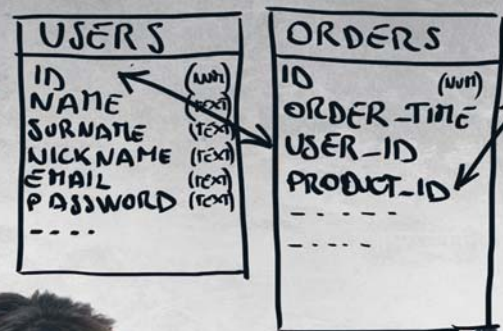 USERS
ID (NUM)
NAME (TEXT)
SURNAME (TEXT)
NICKNAME (TEXT)
EMAIL (TEXT)
PASSWORD (TEXT)
- - - -
ORDERS
ID (NUM)
ORDER_TIME
USER_ID
PRODUCT_ID
- - - - -
- - - -